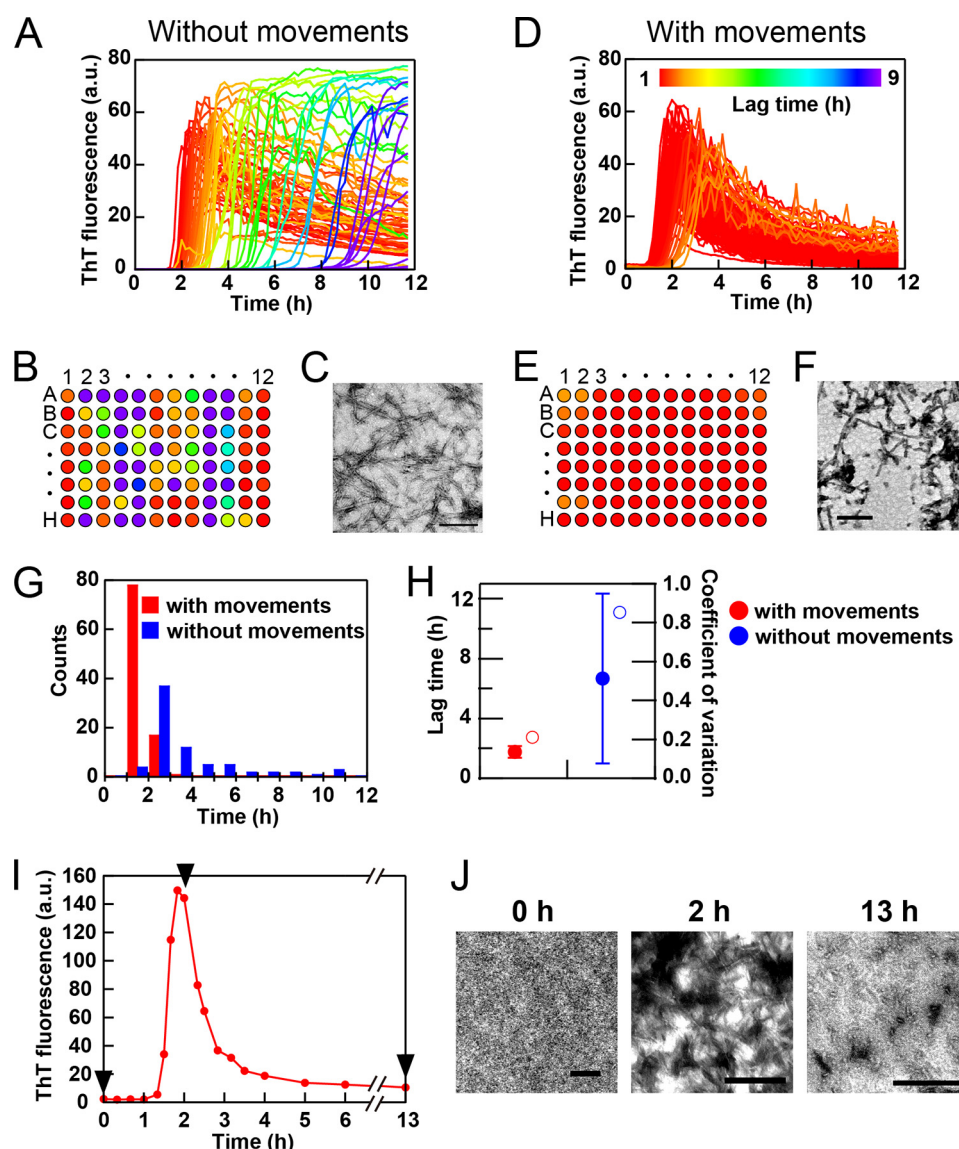 A
Without movements
ThT fluorescence (a.u.)
80
60
40
20
0
0 2 4 6 8 10 12
Time (h)
D
With movements
1 9
Lag time (h)
ThT fluorescence (a.u.)
80
60
40
20
0
0 2 4 6 8 10 12
Time (h)
B
1 2 3 · · · · · · 12
A
B
C
·
·
·
H
C
E
1 2 3 · · · · · · 12
A
B
C
·
·
·
H
F
G
with movements
without movements
Counts
80
60
40
20
0
0 2 4 6 8 10 12
Time (h)
H
Lag time (h)
12
9
6
3
0
Coefficient of variation
1.0
0.8
0.6
0.4
0.2
0.0
with movements
without movements
I
ThT fluorescence (a.u.)
160
140
120
100
80
60
40
20
0
0 1 2 3 4 5 6 13
Time (h)
J
0 h 2 h 13 h